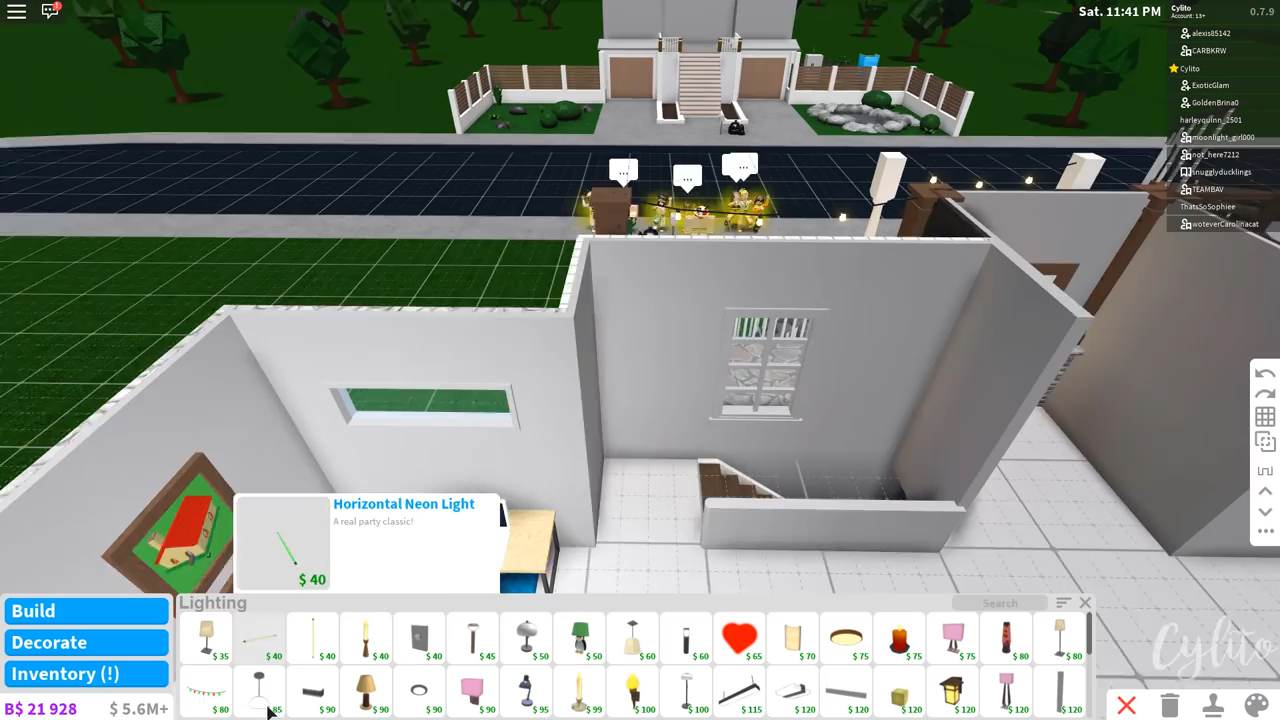 Sat. 11:41 PM
Cylito
Account: 13+
0.7.9
alexis85142
CARBKRW
Cylito
ExoticGlam
GoldenBrina0
harleyquinn_2501
moonlight_girl000
not_here7212
snugglyducklings
TEAMBAV
ThatsSoSophiee
woteverCarolinacat
...
...
...
Horizontal Neon Light
A real party classic!
$ 40
Build
Decorate
Inventory (!)
B$ 21 928
$ 5.6M+
Lighting
Search
$ 35
$ 40
$ 40
$ 40
$ 40
$ 45
$ 50
$ 50
$ 60
$ 60
$ 65
$ 70
$ 75
$ 75
$ 75
$ 80
$ 80
$ 80
85
$ 90
$ 90
$ 90
$ 90
$ 95
$ 99
$ 100
$ 100
$ 115
$ 120
$ 120
$ 120
$ 120
$ 120
$ 120
Cylito